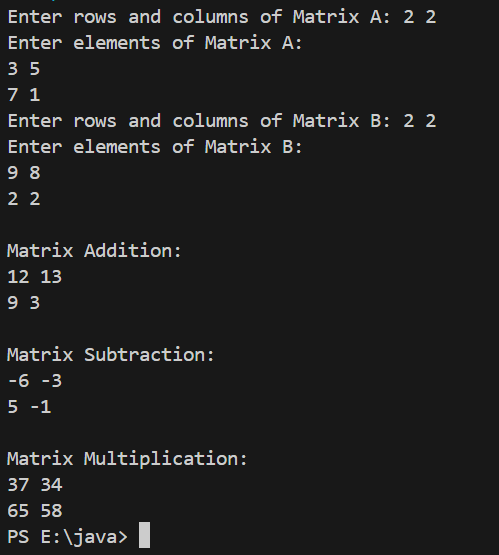 Enter rows and columns of Matrix A: 2 2
Enter elements of Matrix A:
3 5
7 1
Enter rows and columns of Matrix B: 2 2
Enter elements of Matrix B:
9 8
2 2
Matrix Addition:
12 13
9 3
Matrix Subtraction:
-6 -3
5 -1
Matrix Multiplication:
37 34
65 58
PS E:\java>